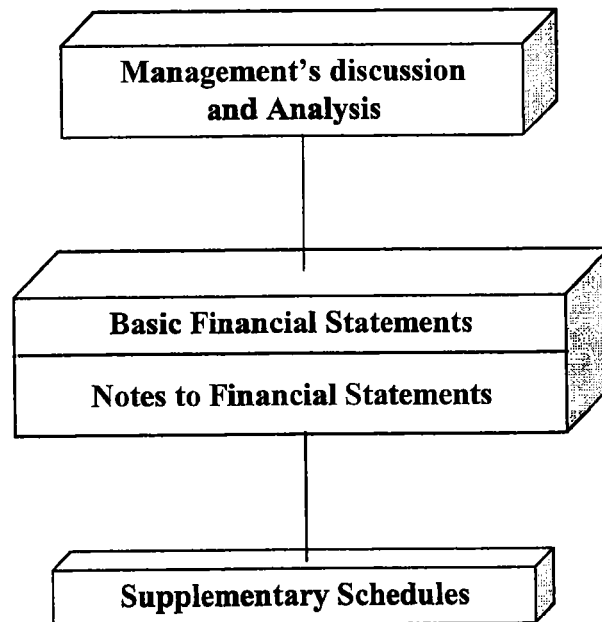 Management's discussion
and Analysis
Basic Financial Statements
Notes to Financial Statements
Supplementary Schedules